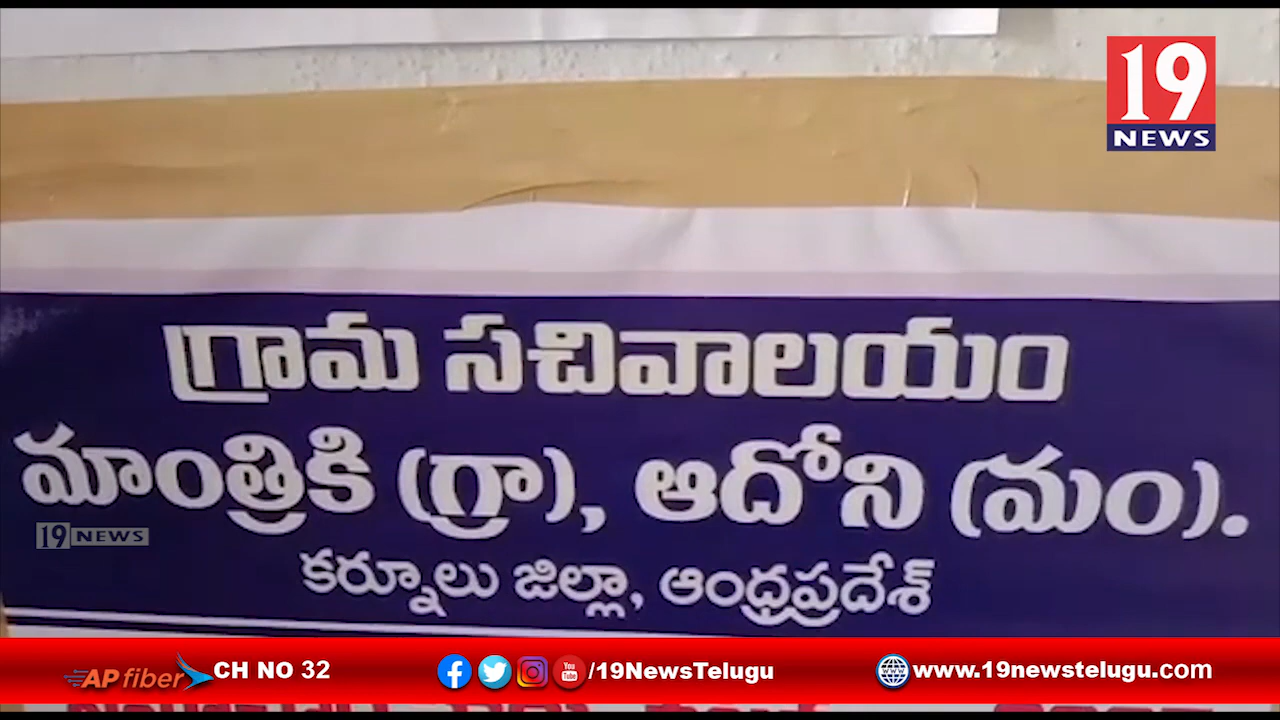 19
NEWS
గ్రామ సచివాలయం
మాంత్రికి (గ్రా), ఆదోని (మం).
19 NEWS
కర్నూలు జిల్లా, ఆంధ్రప్రదేశ్
AP fiber CH NO 32 /19NewsTelugu www.19newstelugu.com